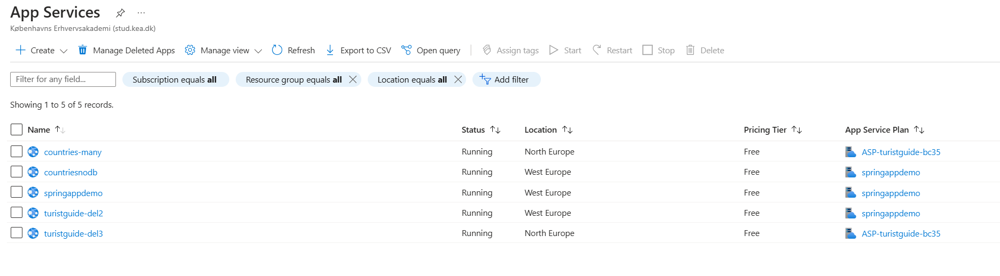 App Services
Københavns Erhvervsakademi (stud.kea.dk)
Create Manage Deleted Apps Manage view Refresh Export to CSV Open query Assign tags Start Restart Stop Delete
Filter for any field... Subscription equals all Resource group equals all Location equals all Add filter
Showing 1 to 5 of 5 records.
Name Status Location Pricing Tier App Service Plan
countries-many Running North Europe Free ASP-turistguide-bc35
countriesnodb Running West Europe Free springappdemo
springappdemo Running West Europe Free springappdemo
turistguide-del2 Running West Europe Free springappdemo
turistguide-del3 Running North Europe Free ASP-turistguide-bc35